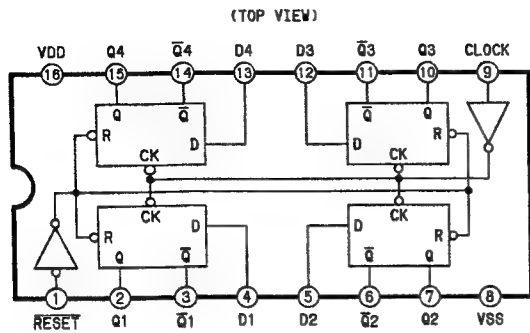 (TOP VIEW)
VDD Q4 Q̅4 D4 D3 Q̅3 Q3 CLOCK
16 15 14 13 12 11 10 9
Q Q̅ Q̅ Q
R D D R
CK CK
CK CK
R D D R
Q Q̅ Q̅ Q
1 2 3 4 5 6 7 8
R̅E̅S̅E̅T̅ Q1 Q̅1 D1 D2 Q̅2 Q2 VSS